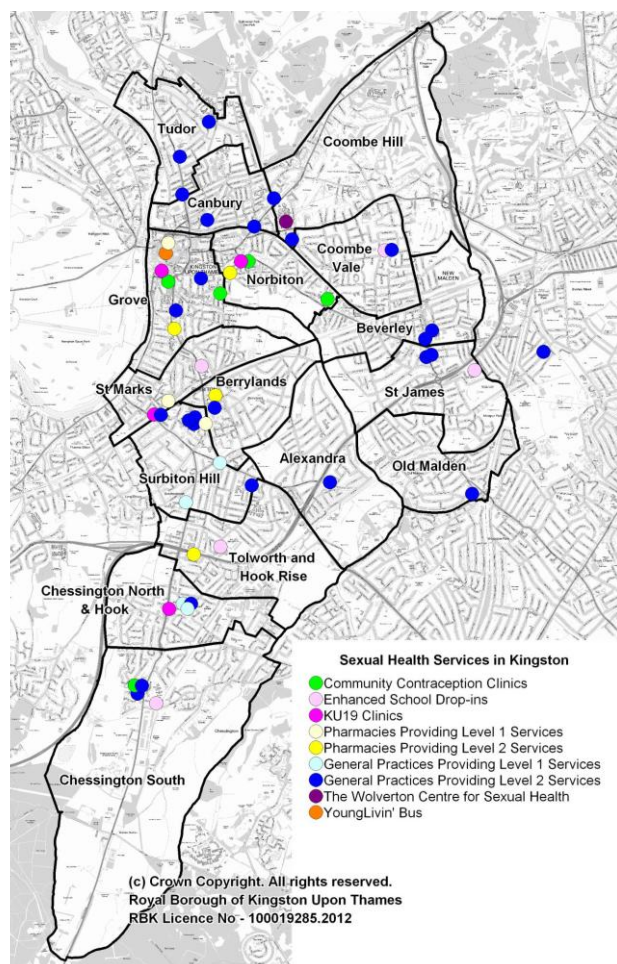 Tudor
Coombe Hill
Canbury
Coombe
Vale
NEW
MALDEN
KINGSTON
Norbiton
Grove
Beverley
St Marks
Berrylands
St James
Alexandra
Old Malden
Surbiton Hill
Tolworth and
Hook Rise
Chessington North
& Hook
Sexual Health Services in Kingston
Community Contraception Clinics
Enhanced School Drop-ins
KU19 Clinics
Pharmacies Providing Level 1 Services
Pharmacies Providing Level 2 Services
General Practices Providing Level 1 Services
General Practices Providing Level 2 Services
The Wolverton Centre for Sexual Health
YoungLivin' Bus
Chessington South
(c) Crown Copyright. All rights reserved.
Royal Borough of Kingston Upon Thames
RBK Licence No - 100019285.2012